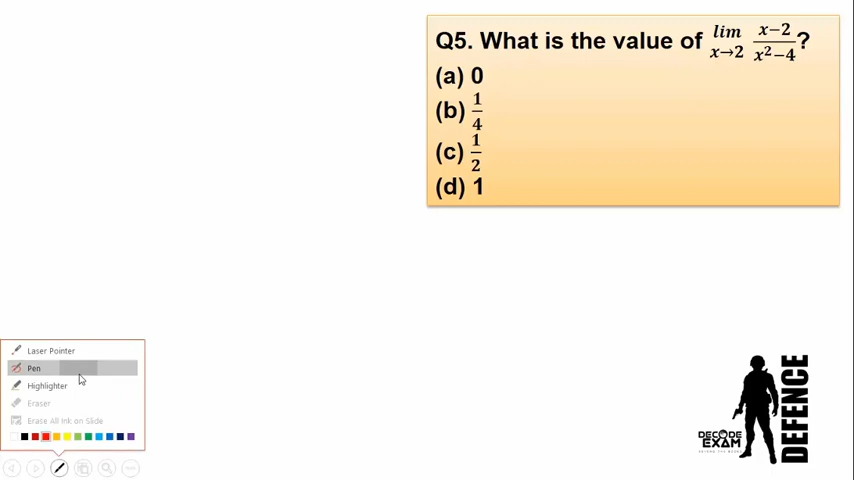 Q5. What is the value of lim x→2 x−2 / x²−4 ?
(a) 0
(b) 1/4
(c) 1/2
(d) 1
Laser Pointer
Pen
Highlighter
Eraser
Erase All Ink on Slide
DECODE
EXAM
DEFENCE